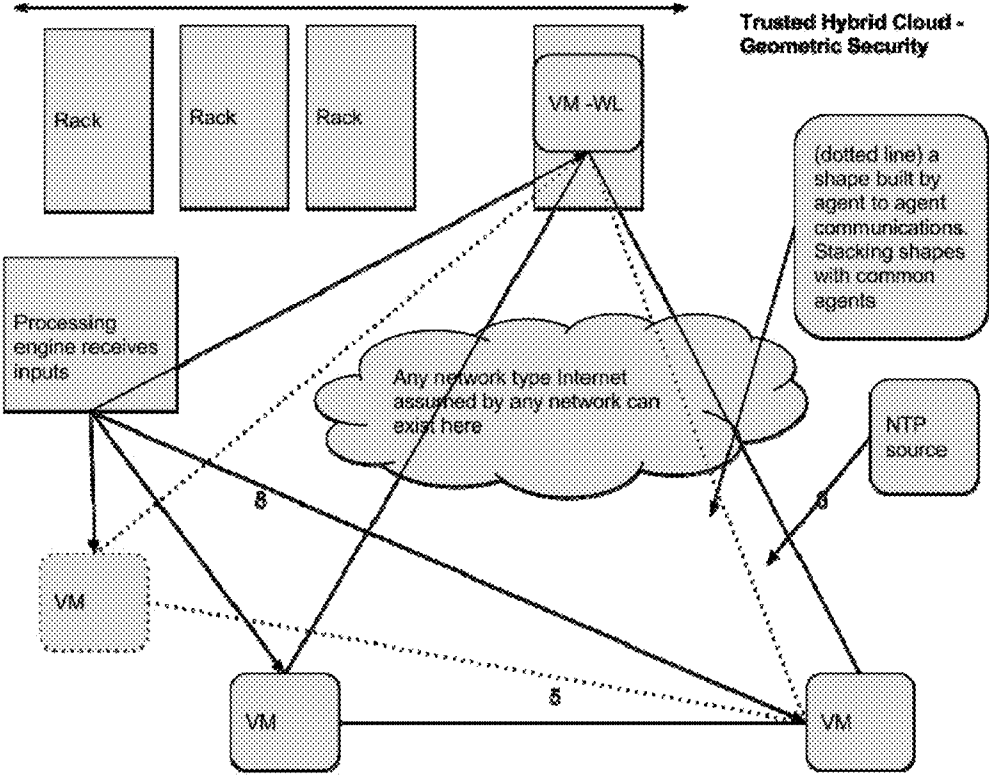 Trusted Hybrid Cloud -
Geometric Security
Rack
Rack
Rack
VM -WL
(dotted line) a
shape built by
agent to agent
communications.
Stacking shapes
with common
agents
Processing
engine receives
inputs
Any network type Internet
assumed by any network can
exist here
NTP
source
8
6
VM
5
VM
VM